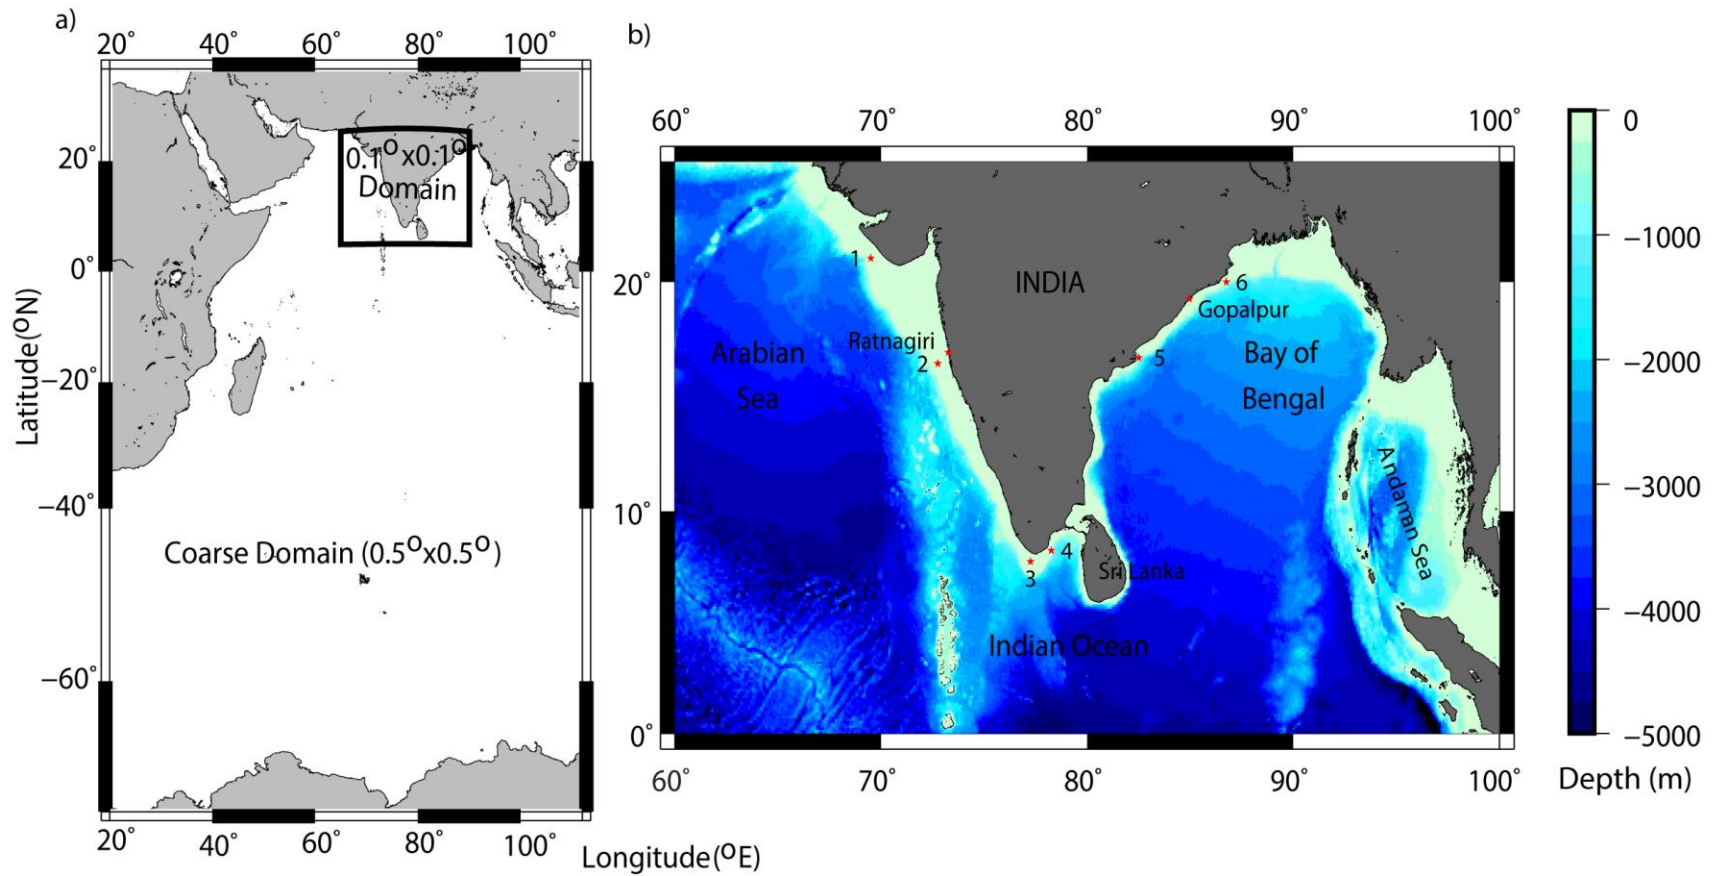 a)
20° 40° 60° 80° 100°
20°
0°
−20°
−40°
−60°
Latitude(°N)
0.1°x0.1°
Domain
Coarse Domain (0.5°x0.5°)
20° 40° 60° 80° 100°
Longitude(°E)
b)
60° 70° 80° 90° 100°
20°
10°
0°
1
INDIA
6
Gopalpur
Ratnagiri
2
5
Arabian
Sea
Bay of
Bengal
Andaman Sea
4
3
Sri Lanka
Indian Ocean
60° 70° 80° 90° 100°
0
−1000
−2000
−3000
−4000
−5000
Depth (m)